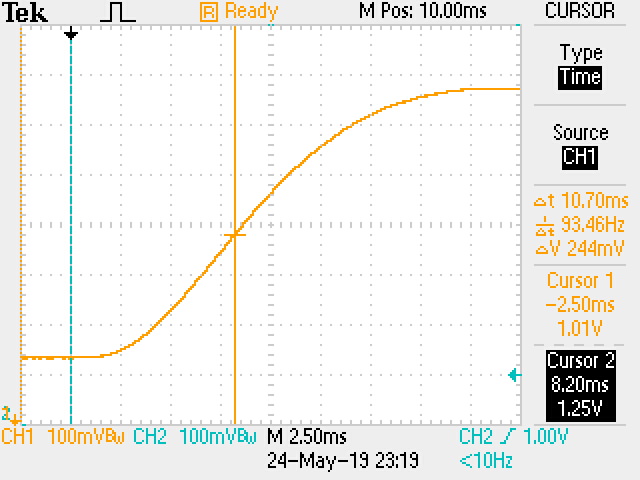 Tek R Ready M Pos: 10.00ms CURSOR
Type
Time
Source
CH1
Δt 10.70ms
1/Δt 93.46Hz
ΔV 244mV
Cursor 1
-2.50ms
1.01V
Cursor 2
8.20ms
1.25V
2
CH1 100mVBW CH2 100mVBW M 2.50ms CH2 1.00V
24-May-19 23:19 <10Hz